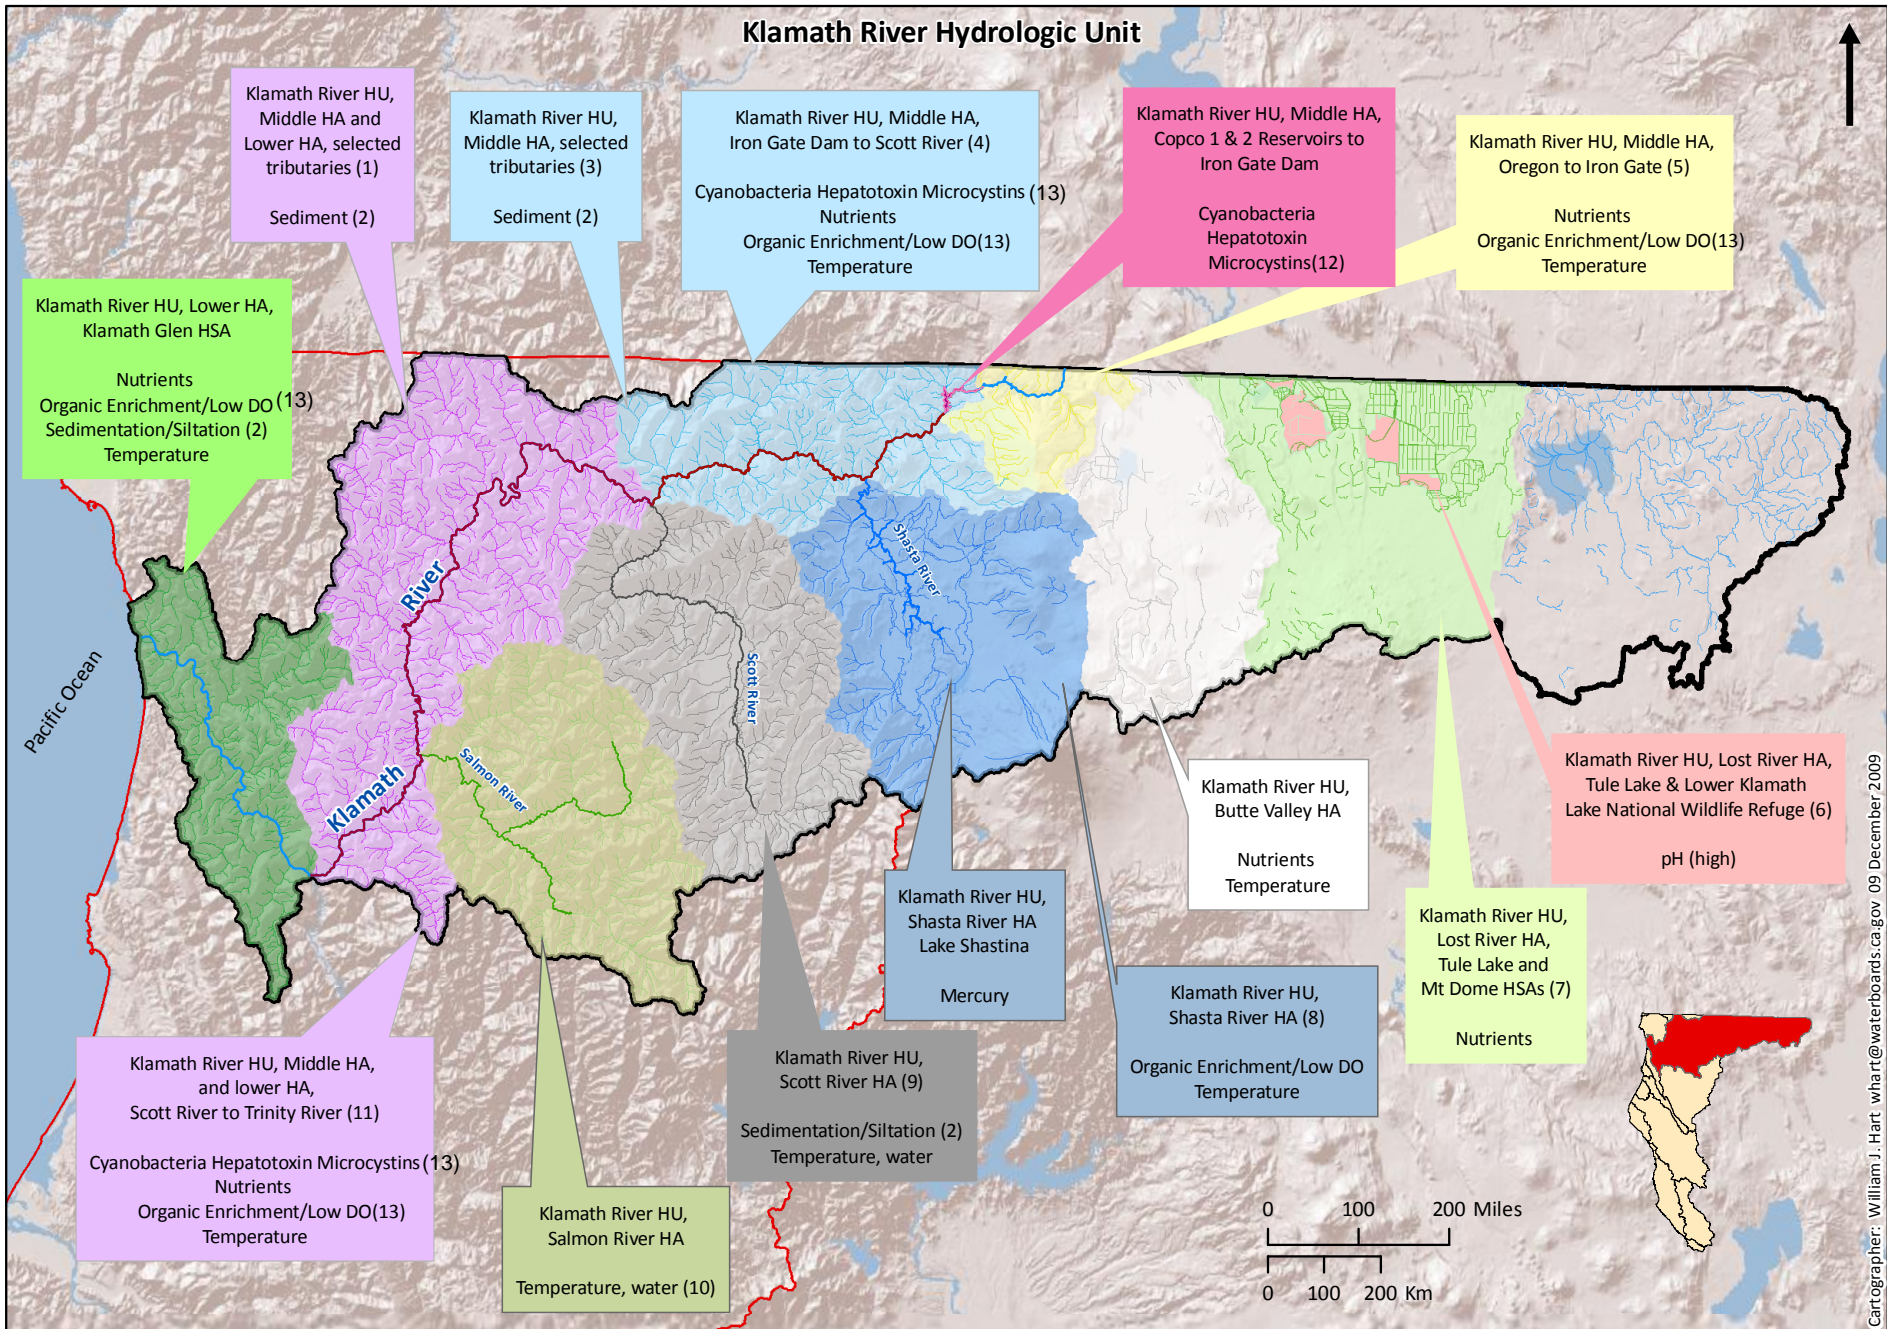 Klamath River Hydrologic Unit
Klamath River HU,
Middle HA and
Lower HA, selected
tributaries (1)
Sediment (2)
Klamath River HU,
Middle HA, selected
tributaries (3)
Sediment (2)
Klamath River HU, Middle HA,
Iron Gate Dam to Scott River (4)
Cyanobacteria Hepatotoxin Microcystins (13)
Nutrients
Organic Enrichment/Low DO(13)
Temperature
Klamath River HU, Middle HA,
Copco 1 & 2 Reservoirs to
Iron Gate Dam
Cyanobacteria
Hepatotoxin
Microcystins(12)
Klamath River HU, Middle HA,
Oregon to Iron Gate (5)
Nutrients
Organic Enrichment/Low DO(13)
Temperature
Klamath River HU, Lower HA,
Klamath Glen HSA
Nutrients
Organic Enrichment/Low DO (13)
Sedimentation/Siltation (2)
Temperature
Pacific Ocean
Klamath
River
Salmon River
Scott River
Shasta River
Klamath River HU, Lost River HA,
Tule Lake & Lower Klamath
Lake National Wildlife Refuge (6)
pH (high)
Klamath River HU,
Butte Valley HA
Nutrients
Temperature
Klamath River HU,
Shasta River HA
Lake Shastina
Mercury
Klamath River HU,
Lost River HA,
Tule Lake and
Mt Dome HSAs (7)
Nutrients
Klamath River HU,
Shasta River HA (8)
Organic Enrichment/Low DO
Temperature
Klamath River HU, Middle HA,
and lower HA,
Scott River to Trinity River (11)
Cyanobacteria Hepatotoxin Microcystins (13)
Nutrients
Organic Enrichment/Low DO(13)
Temperature
Klamath River HU,
Scott River HA (9)
Sedimentation/Siltation (2)
Temperature, water
Klamath River HU,
Salmon River HA
Temperature, water (10)
0 100 200 Miles
0 100 200 Km
Cartographer: William J. Hart whart@waterboards.ca.gov 09 December 2009